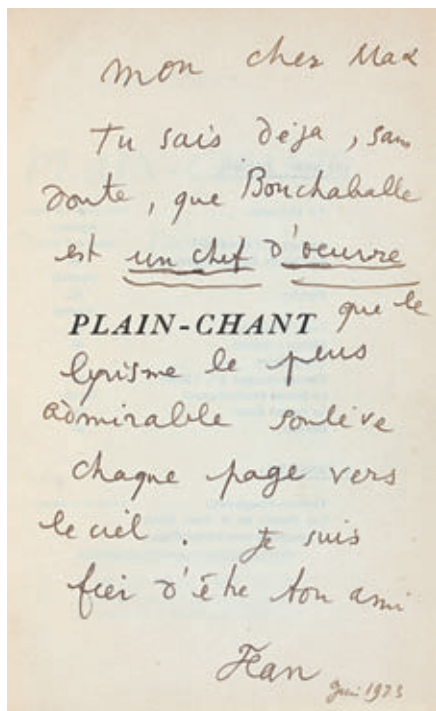 mon cher Max
Tu sais déja, sans
doute, que Bouchaballe
est un chef d'oeuvre
PLAIN-CHANT que le
lyrisme le plus
admirable soulève
chaque page vers
le ciel. Je suis
fier d'être ton ami
Jean
Juin 1923